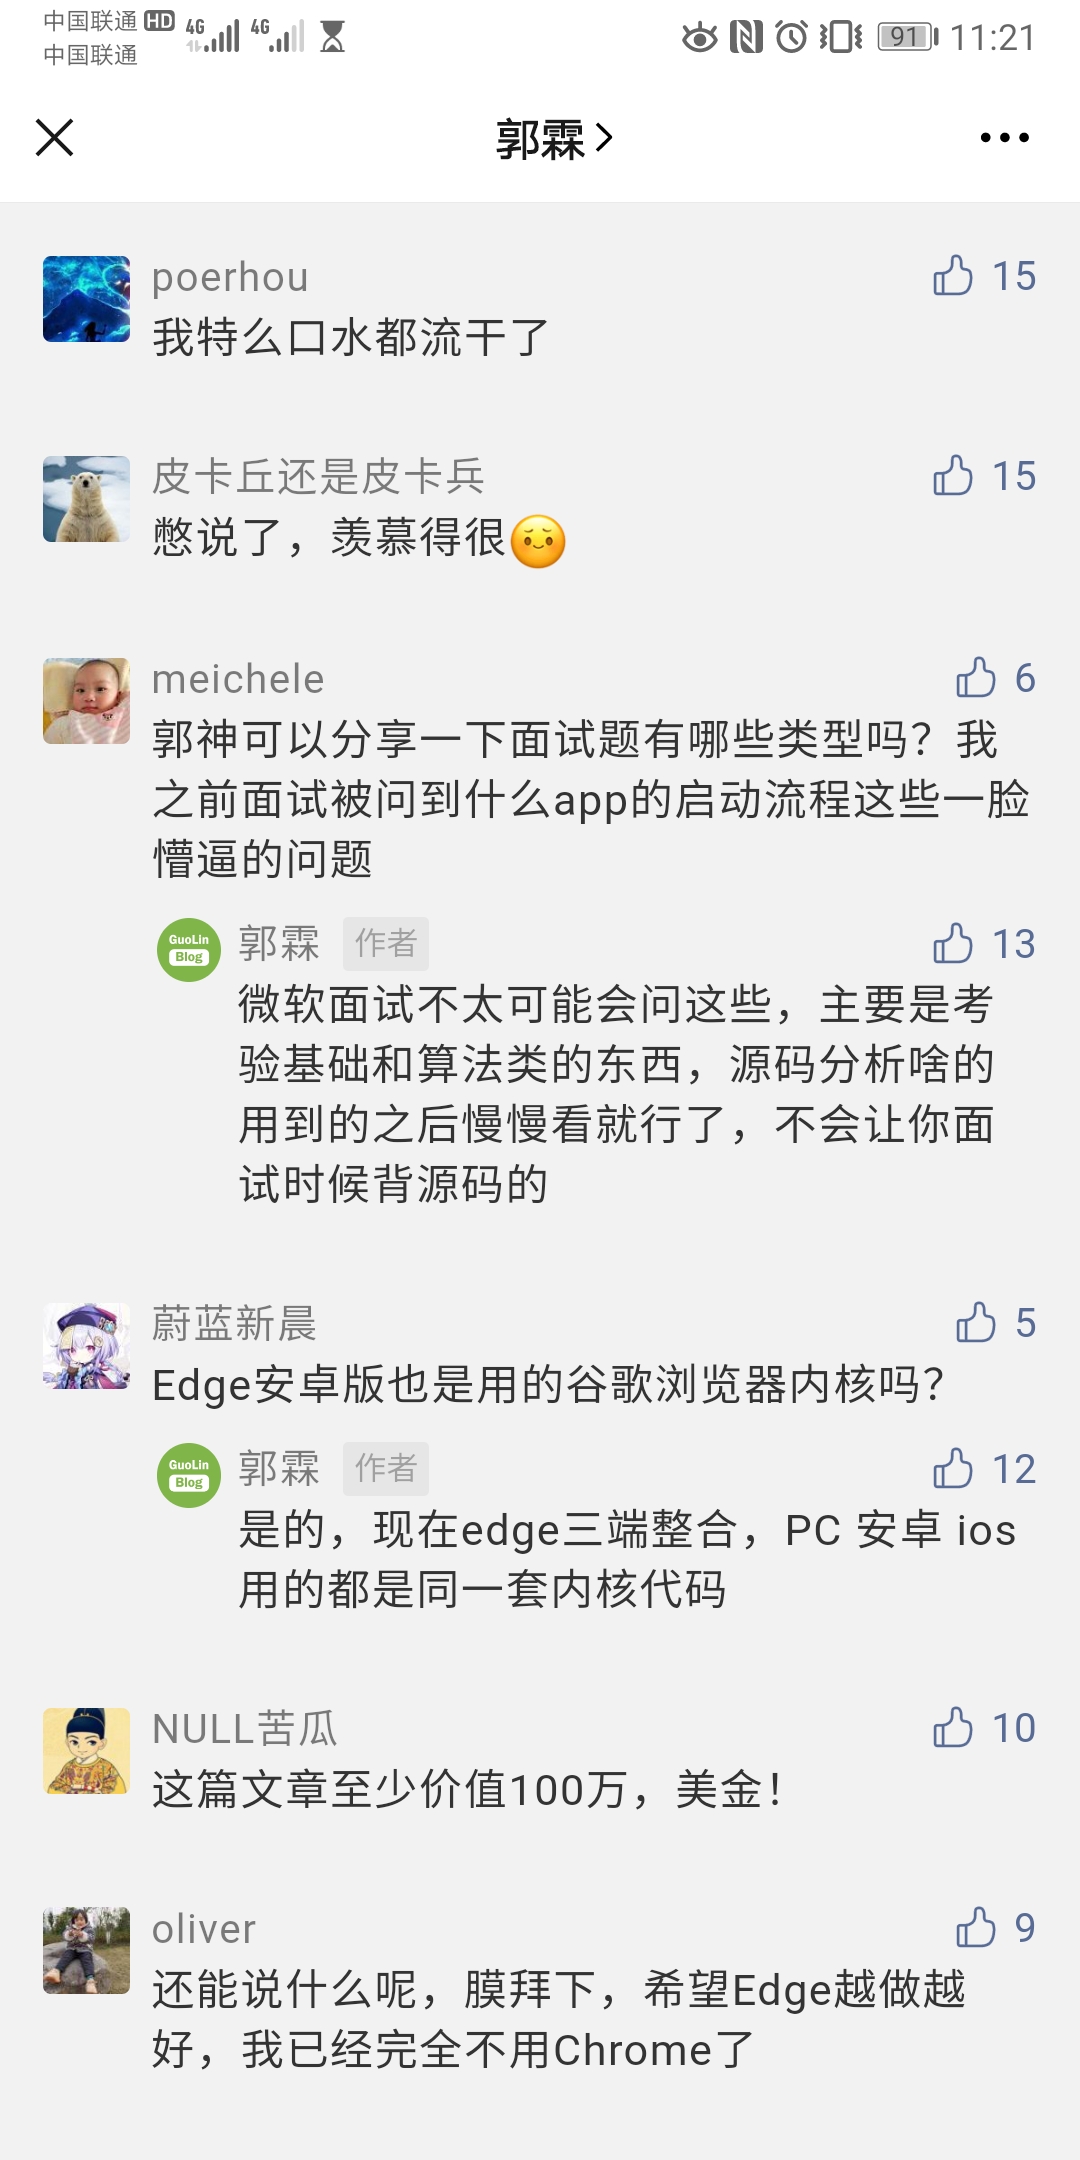 中国联通 HD 4G 4G 91 11:21
中国联通
郭霖
poerhou 15
我特么口水都流干了
皮卡丘还是皮卡兵 15
憋说了，羡慕得很
meichele 6
郭神可以分享一下面试题有哪些类型吗？我
之前面试被问到什么app的启动流程这些一脸
懵逼的问题
GuoLin
Blog
郭霖 作者 13
微软面试不太可能会问这些，主要是考
验基础和算法类的东西，源码分析啥的
用到的之后慢慢看就行了，不会让你面
试时候背源码的
蔚蓝新晨 5
Edge安卓版也是用的谷歌浏览器内核吗？
GuoLin
Blog
郭霖 作者 12
是的，现在edge三端整合，PC 安卓 ios
用的都是同一套内核代码
NULL苦瓜 10
这篇文章至少价值100万，美金！
oliver 9
还能说什么呢，膜拜下，希望Edge越做越
好，我已经完全不用Chrome了